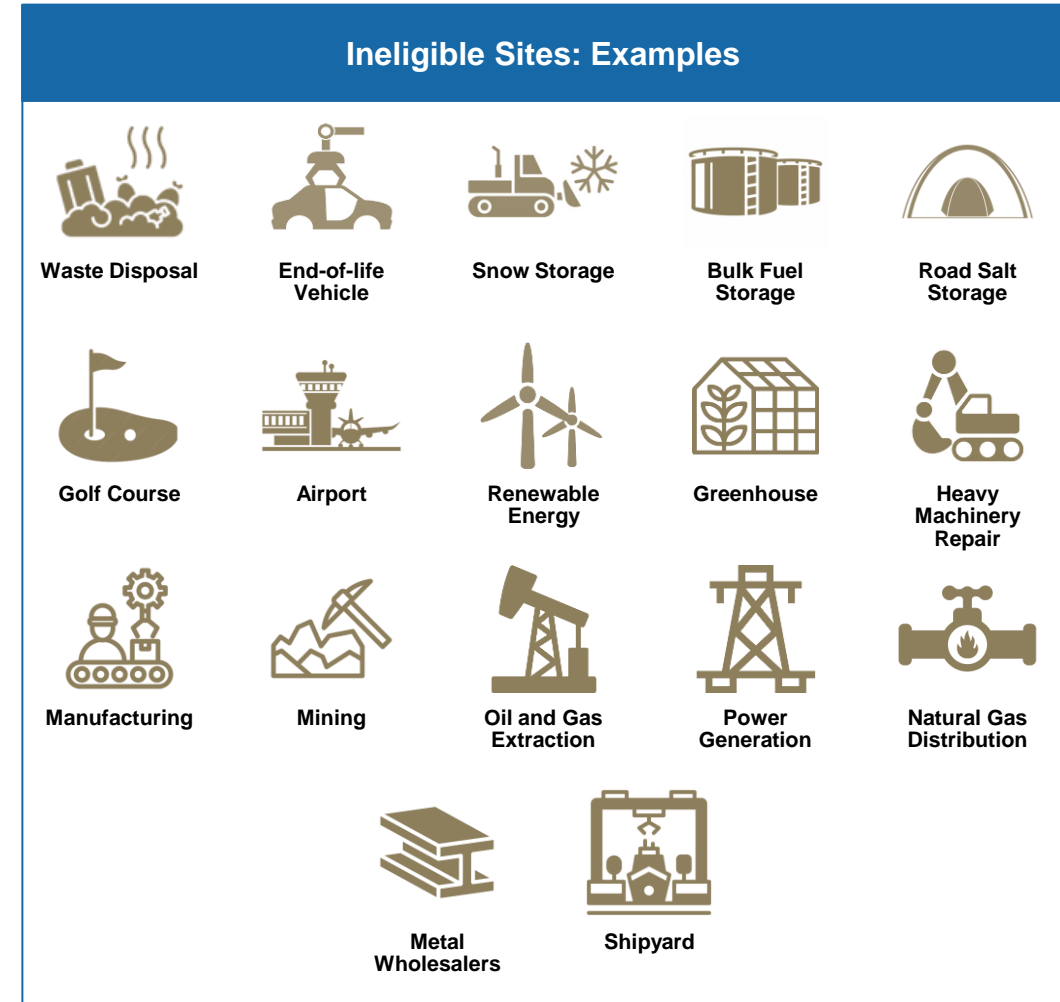 Ineligible Sites: Examples
Waste Disposal
End-of-life
Vehicle
Snow Storage
Bulk Fuel
Storage
Road Salt
Storage
Golf Course
Airport
Renewable
Energy
Greenhouse
Heavy
Machinery
Repair
Manufacturing
Mining
Oil and Gas
Extraction
Power
Generation
Natural Gas
Distribution
Metal
Wholesalers
Shipyard